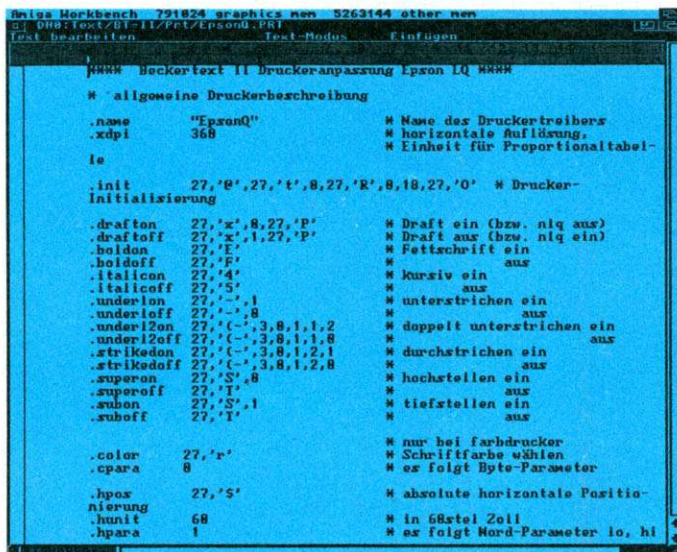 Amiga Workbench 791024 graphics mem 5263144 other mem
DH0:Text/BT-II/Prt/EpsonQ.PRT
Text bearbeiten Text-Modus Einfügen
#### Beckertext II Druckeranpassung Epson LQ ####
# allgemeine Druckerbeschreibung
.name "EpsonQ" # Name des Druckertreibers
.xdpi 360 # horizontale Auflösung,
# Einheit für Proportionaltabel-
le
.init 27,'@',27,'t',0,27,'R',0,18,27,'O' # Drucker-
Initialisierung
.drafton 27,'x',0,27,'P' # Draft ein (bzw. nlq aus)
.draftoff 27,'x',1,27,'P' # Draft aus (bzw. nlq ein)
.boldon 27,'E' # Fettschrift ein
.boldoff 27,'F' # aus
.italicon 27,'4' # kursiv ein
.italicoff 27,'5' # aus
.underlon 27,'-',1 # unterstrichen ein
.underloff 27,'-',0 # aus
.underl2on 27,'(-',3,0,1,1,2 # doppelt unterstrichen ein
.underl2off 27,'(-',3,0,1,1,0 # aus
.strikedon 27,'(-',3,0,1,2,1 # durchstrichen ein
.strikedoff 27,'(-',3,0,1,2,0 # aus
.superon 27,'S',0 # hochstellen ein
.superoff 27,'T' # aus
.subon 27,'S',1 # tiefstellen ein
.suboff 27,'T' # aus
# nur bei farbdrucker
.color 27,'r' # Schriftfarbe wählen
.cpara 0 # es folgt Byte-Parameter
.hpos 27,'$' # absolute horizontale Positio-
nierung
.hunit 60 # in 60stel Zoll
.hpara 1 # es folgt Word-Parameter lo, hi